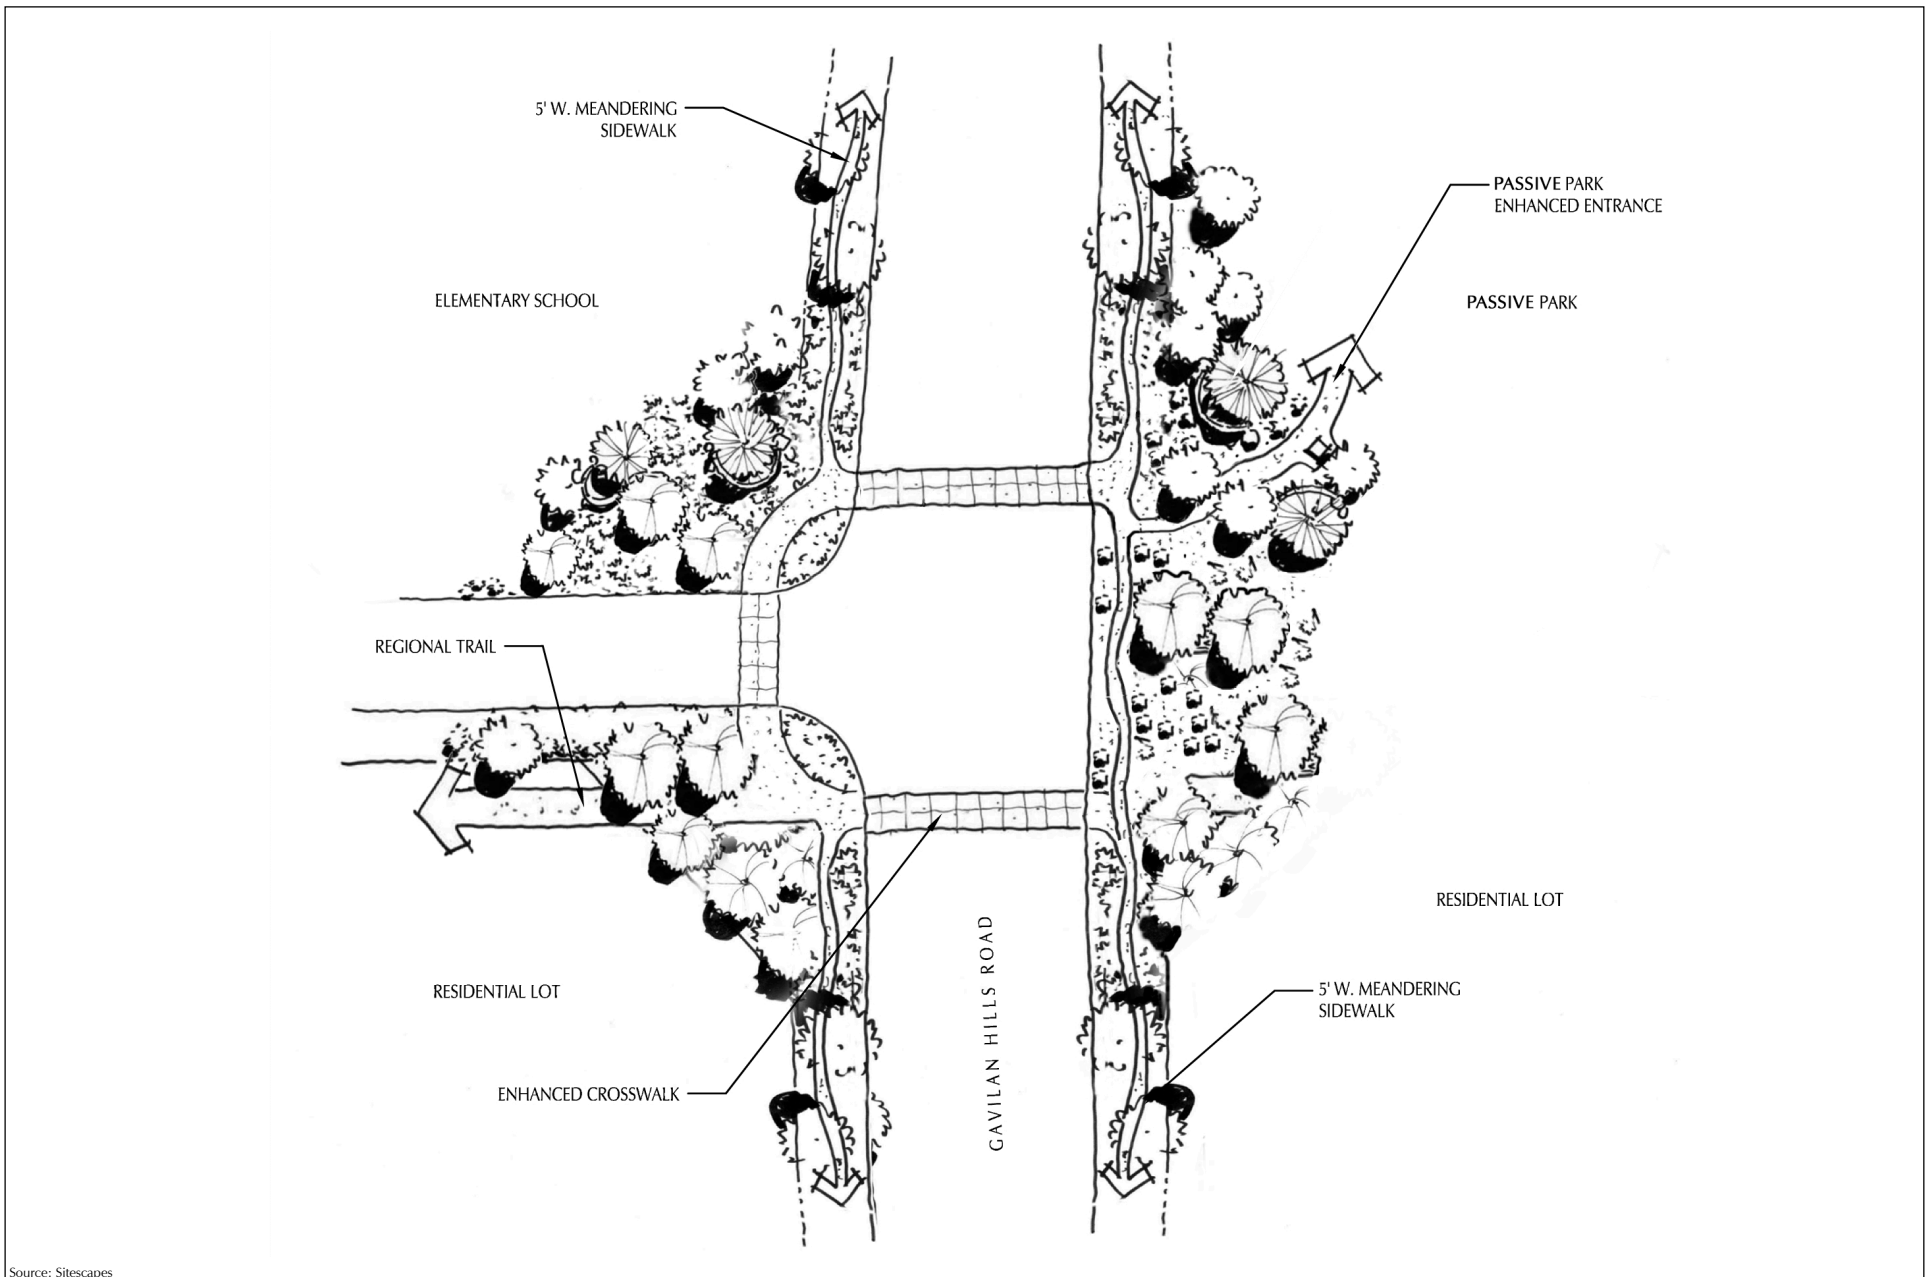 5' W. MEANDERING
SIDEWALK
PASSIVE PARK
ENHANCED ENTRANCE
ELEMENTARY SCHOOL
PASSIVE PARK
REGIONAL TRAIL
RESIDENTIAL LOT
RESIDENTIAL LOT
5' W. MEANDERING
SIDEWALK
GAVILAN HILLS ROAD
ENHANCED CROSSWALK
Source: Sitescapes